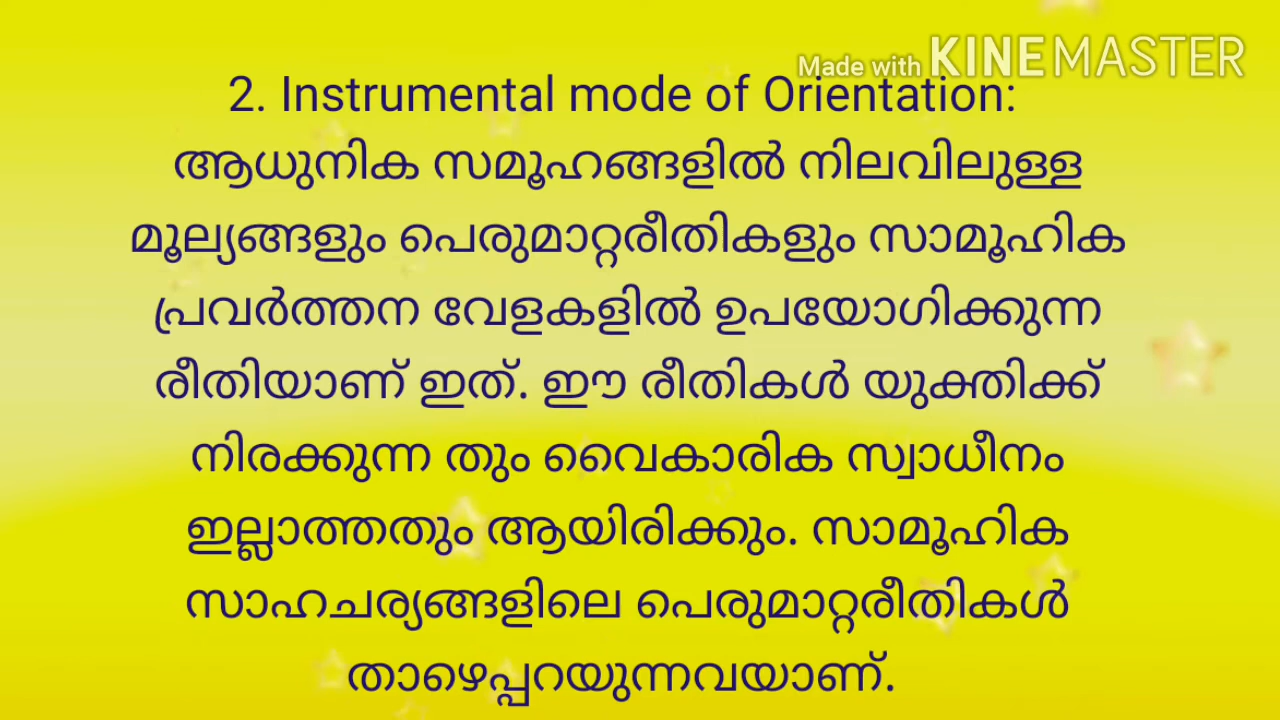 Made with KINEMASTER
2. Instrumental mode of Orientation:
ആധുനിക സമൂഹങ്ങളിൽ നിലവിലുള്ള
മൂല്യങ്ങളും പെരുമാറ്റരീതികളും സാമൂഹിക
പ്രവർത്തന വേളകളിൽ ഉപയോഗിക്കുന്ന
രീതിയാണ് ഇത്. ഈ രീതികൾ യുക്തിക്ക്
നിരക്കുന്ന തും വൈകാരിക സ്വാധീനം
ഇല്ലാത്തതും ആയിരിക്കും. സാമൂഹിക
സാഹചര്യങ്ങളിലെ പെരുമാറ്റരീതികൾ
താഴെപ്പറയുന്നവയാണ്.